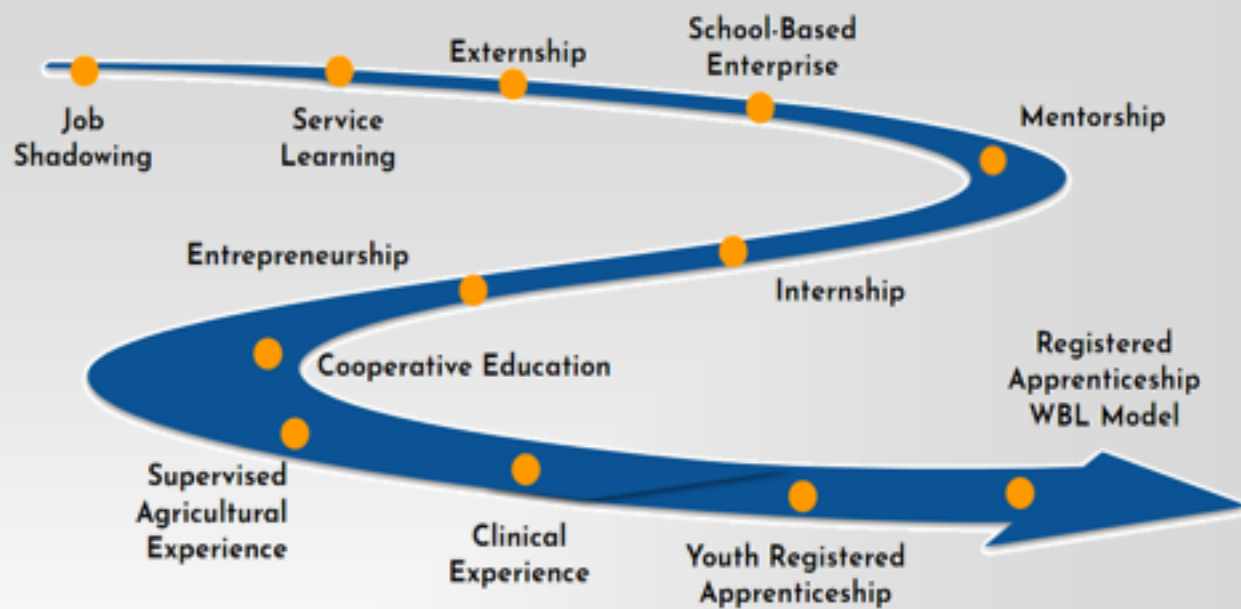 Job
Shadowing
Service
Learning
Externship
School-Based
Enterprise
Mentorship
Internship
Entrepreneurship
Cooperative Education
Supervised
Agricultural
Experience
Clinical
Experience
Youth Registered
Apprenticeship
Registered
Apprenticeship
WBL Model